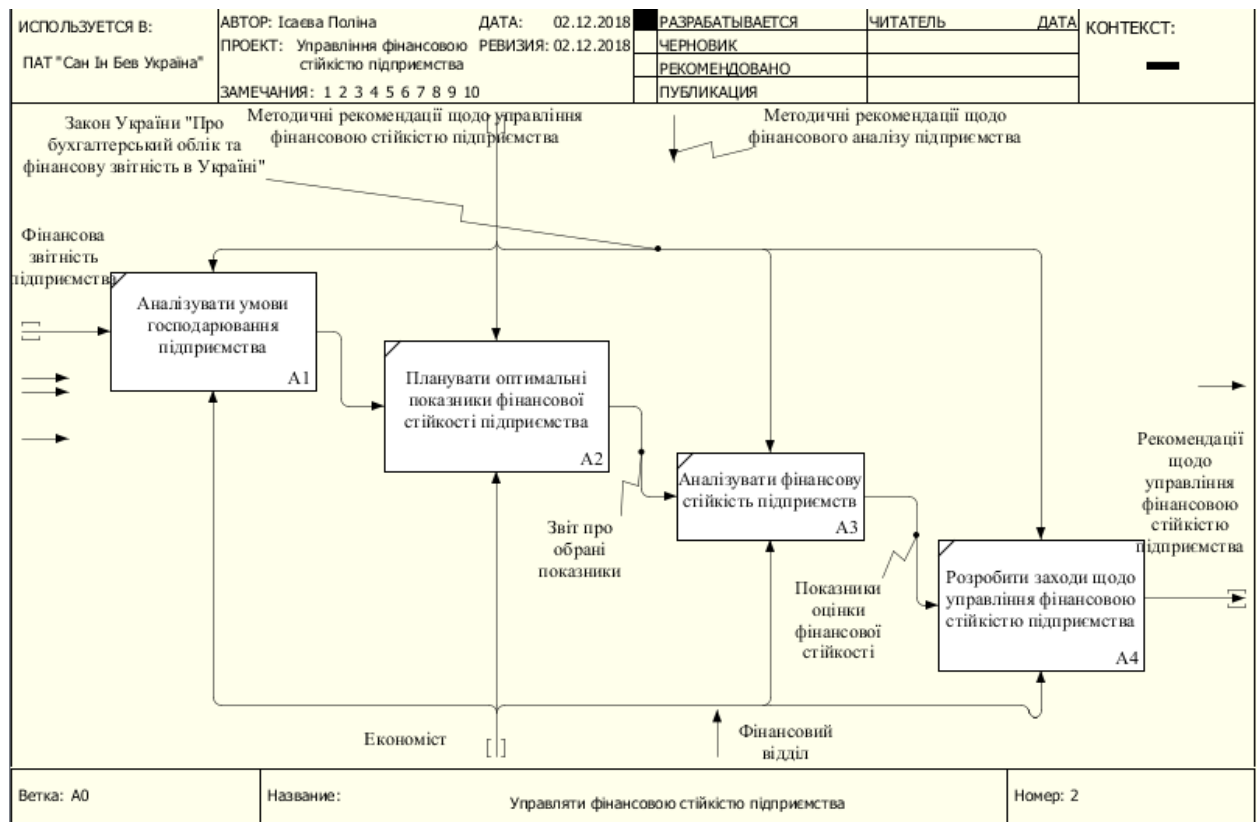 ИСПОЛЬЗУЕТСЯ В:
ПАТ "Сан Ін Бев Україна"
АВТОР: Ісаєва Поліна
ДАТА: 02.12.2018
ПРОЕКТ: Управління фінансовою
стійкістю підприємства
РЕВИЗИЯ: 02.12.2018
ЗАМЕЧАНИЯ: 1 2 3 4 5 6 7 8 9 10
РАЗРАБАТЫВАЕТСЯ
ЧЕРНОВИК
РЕКОМЕНДОВАНО
ПУБЛИКАЦИЯ
ЧИТАТЕЛЬ
ДАТА
КОНТЕКСТ:
Закон України "Про
бухгалтерський облік та
фінансову звітність в Україні"
Методичні рекомендації щодо управління
фінансовою стійкістю підприємства
Методичні рекомендації щодо
фінансового аналізу підприємства
Фінансова
звітність
підприємства
Аналізувати умови
господарювання
підприємства
А1
Планувати оптимальні
показники фінансової
стійкості підприємства
А2
Аналізувати фінансову
стійкість підприємств
А3
Розробити заходи щодо
управління фінансовою
стійкістю підприємства
А4
Звіт про
обрані
показники
Показники
оцінки
фінансової
стійкості
Рекомендації
щодо
управління
фінансовою
стійкістю
підприємства
Економіст
Фінансовий
відділ
Ветка: А0
Название:
Управляти фінансовою стійкістю підприємства
Номер: 2